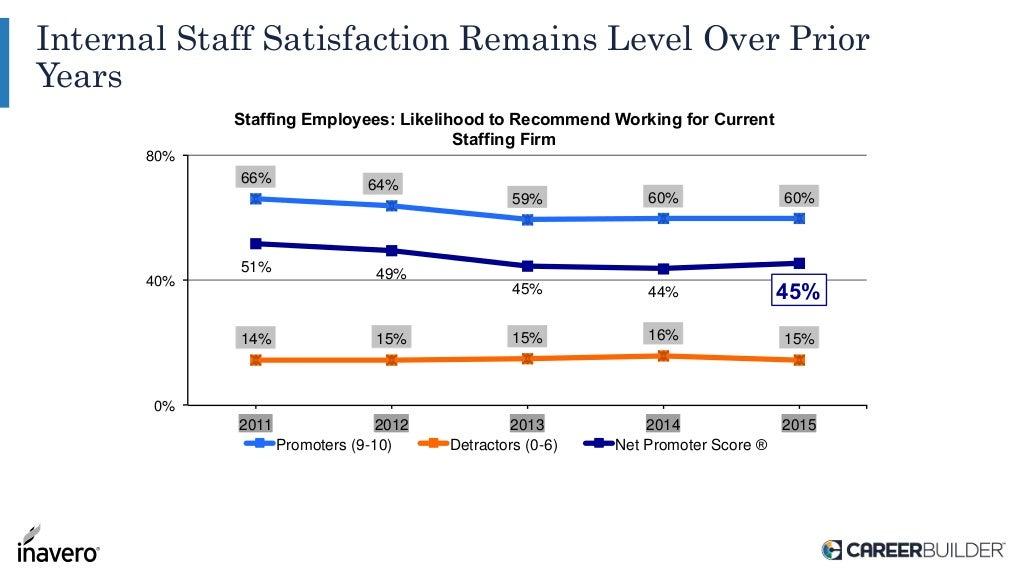 Internal Staff Satisfaction Remains Level Over Prior
Years
Staffing Employees: Likelihood to Recommend Working for Current
Staffing Firm
80%
66%
64%
59%
60%
60%
51%
49%
45%
44%
45%
40%
14%
15%
15%
16%
15%
0%
2011 2012 2013 2014 2015
Promoters (9-10) Detractors (0-6) Net Promoter Score ®
inavero®
CAREERBUILDER™